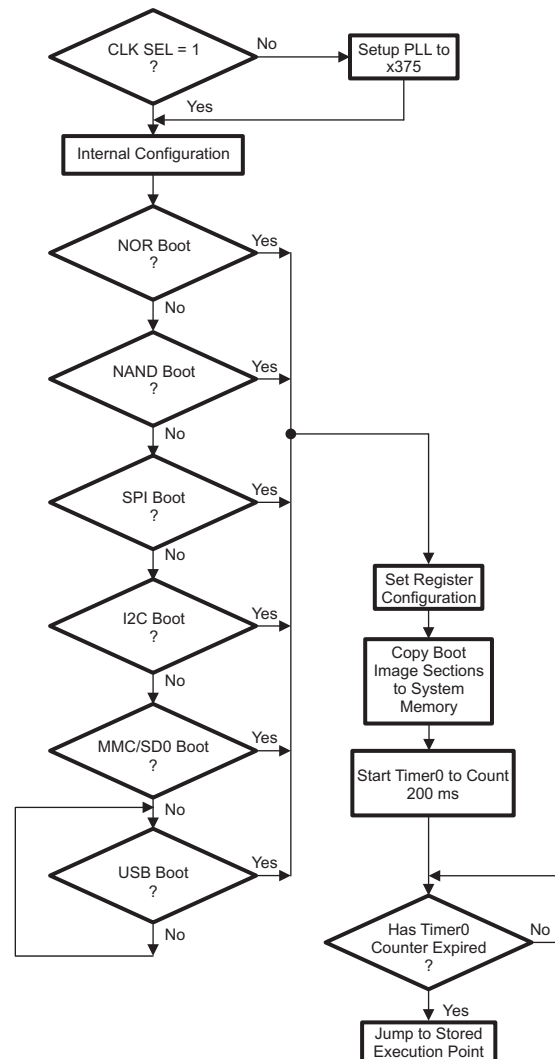 CLK SEL = 1
?
No
Setup PLL to
x375
Yes
Internal Configuration
NOR Boot
?
Yes
No
NAND Boot
?
Yes
No
SPI Boot
?
Yes
No
I2C Boot
?
Yes
No
MMC/SD0 Boot
?
Yes
No
USB Boot
?
Yes
No
Set Register
Configuration
Copy Boot
Image Sections
to System
Memory
Start Timer0 to Count
200 ms
Has Timer0
Counter Expired
?
No
Yes
Jump to Stored
Execution Point